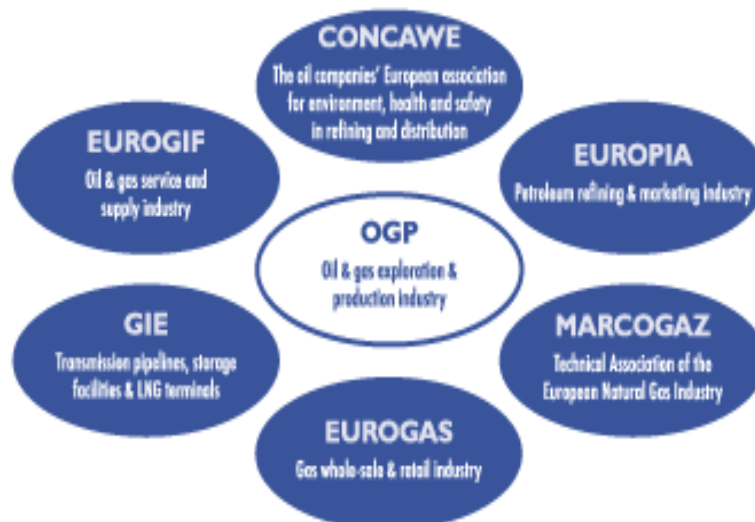 CONCAWE
The oil companies' European association
for environment, health and safety
in refining and distribution
EUROGIF
Oil & gas service and
supply industry
EUROPIA
Petroleum refining & marketing industry
OGP
Oil & gas exploration &
production industry
GIE
Transmission pipelines, storage
facilities & LNG terminals
MARCOGAZ
Technical Association of the
European Natural Gas Industry
EUROGAS
Gas whole-sale & retail industry